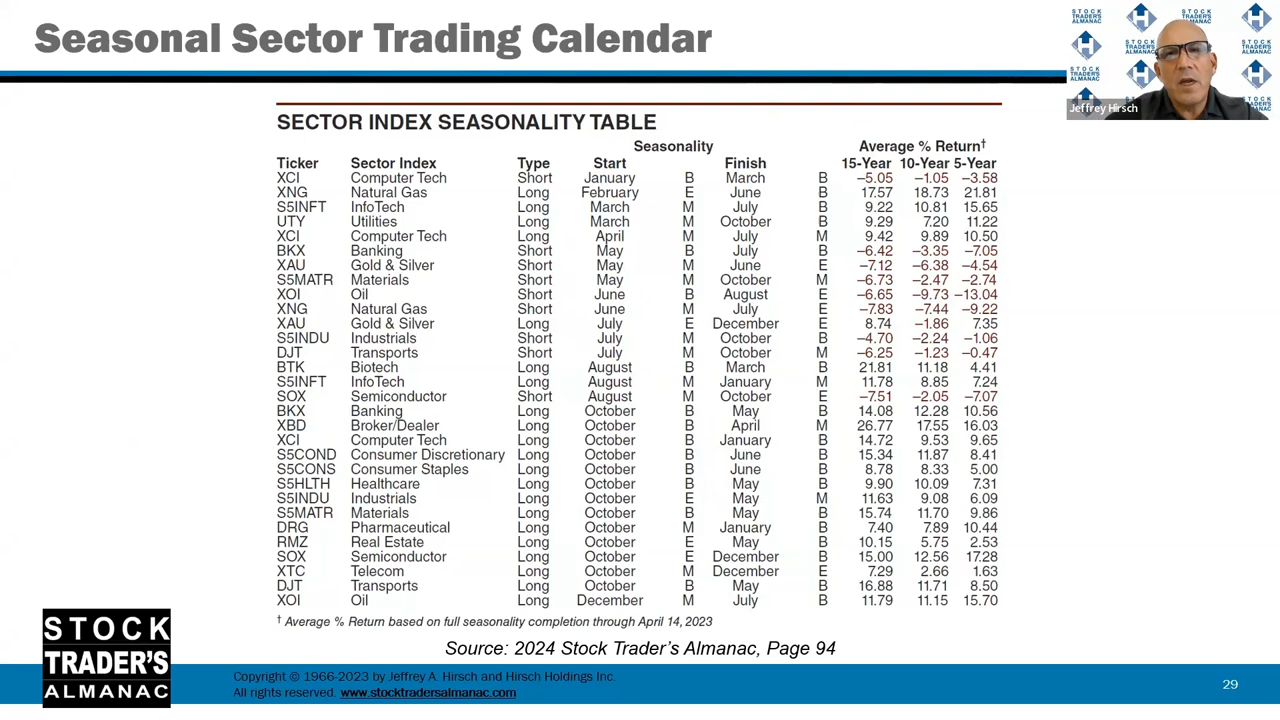 Seasonal Sector Trading Calendar
STOCK TRADER'S ALMANAC
STOCK TRADER'S ALMANAC
H
Jeffrey Hirsch
SECTOR INDEX SEASONALITY TABLE
Seasonality Average % Return†
Ticker Sector Index Type Start Finish 15-Year 10-Year 5-Year
XCI Computer Tech Short January B March B –5.05 –1.05 –3.58
XNG Natural Gas Long February E June B 17.57 18.73 21.81
S5INFT InfoTech Long March M July B 9.22 10.81 15.65
UTY Utilities Long March M October B 9.29 7.20 11.22
XCI Computer Tech Long April M July M 9.42 9.89 10.50
BKX Banking Short May B July B –6.42 –3.35 –7.05
XAU Gold & Silver Short May M June E –7.12 –6.38 –4.54
S5MATR Materials Short May M October M –6.73 –2.47 –2.74
XOI Oil Short June B August E –6.65 –9.73 –13.04
XNG Natural Gas Short June M July E –7.83 –7.44 –9.22
XAU Gold & Silver Long July E December E 8.74 –1.86 7.35
S5INDU Industrials Short July M October B –4.70 –2.24 –1.06
DJT Transports Short July M October M –6.25 –1.23 –0.47
BTK Biotech Long August B March B 21.81 11.18 4.41
S5INFT InfoTech Long August M January M 11.78 8.85 7.24
SOX Semiconductor Short August M October E –7.51 –2.05 –7.07
BKX Banking Long October B May B 14.08 12.28 10.56
XBD Broker/Dealer Long October B April M 26.77 17.55 16.03
XCI Computer Tech Long October B January B 14.72 9.53 9.65
S5COND Consumer Discretionary Long October B June B 15.34 11.87 8.41
S5CONS Consumer Staples Long October B June B 8.78 8.33 5.00
S5HLTH Healthcare Long October B May B 9.90 10.09 7.31
S5INDU Industrials Long October E May M 11.63 9.08 6.09
S5MATR Materials Long October B May B 15.74 11.70 9.86
DRG Pharmaceutical Long October M January B 7.40 7.89 10.44
RMZ Real Estate Long October E May B 10.15 5.75 2.53
SOX Semiconductor Long October E December B 15.00 12.56 17.28
XTC Telecom Long October M December E 7.29 2.66 1.63
DJT Transports Long October B May B 16.88 11.71 8.50
XOI Oil Long December M July B 11.79 11.15 15.70
† Average % Return based on full seasonality completion through April 14, 2023
Source: 2024 Stock Trader's Almanac, Page 94
STOCK
TRADER'S
ALMANAC
Copyright © 1966-2023 by Jeffrey A. Hirsch and Hirsch Holdings Inc.
All rights reserved. www.stocktradersalmanac.com
29